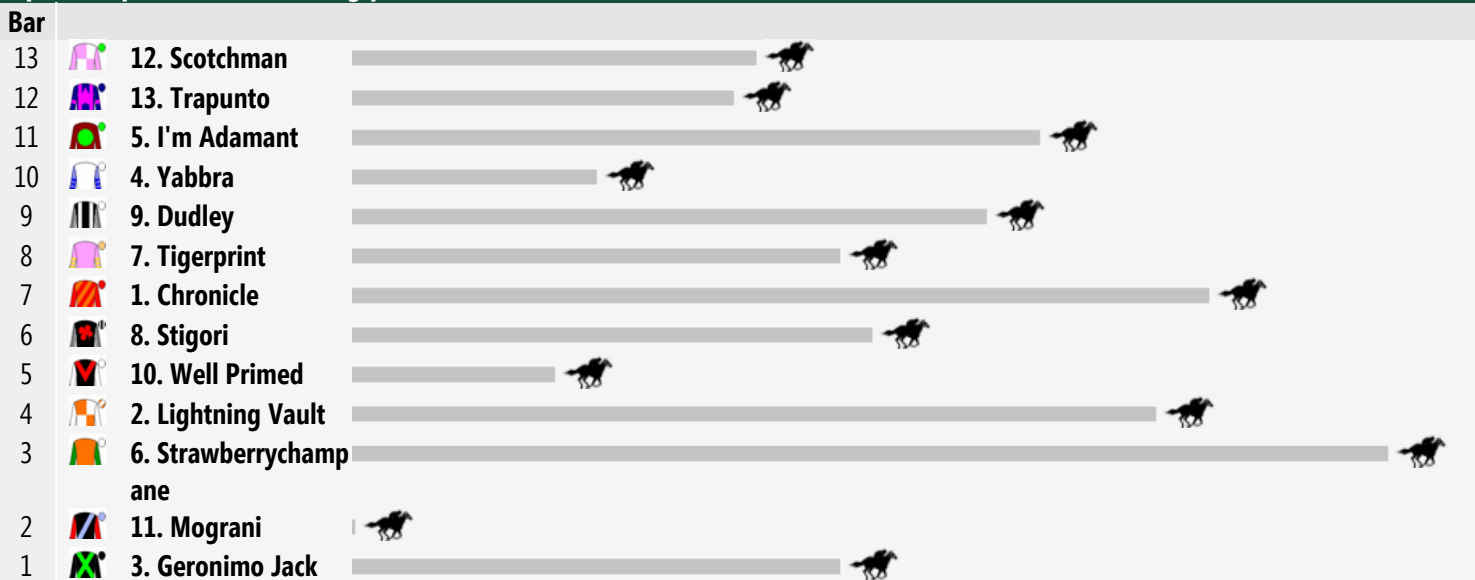 Bar
13 12. Scotchman
12 13. Trapunto
11 5. I'm Adamant
10 4. Yabbra
9 9. Dudley
8 7. Tigerprint
7 1. Chronicle
6 8. Stigori
5 10. Well Primed
4 2. Lightning Vault
3 6. Strawberrychamp
ane
2 11. Mograni
1 3. Geronimo Jack